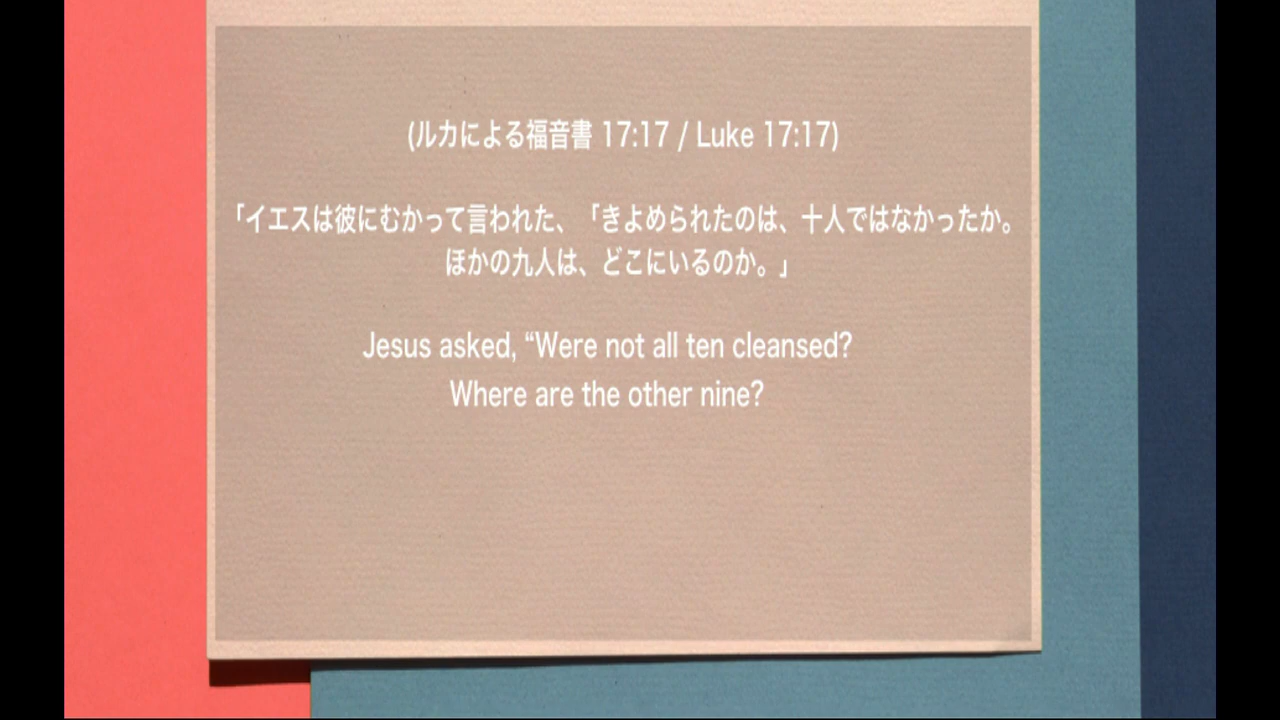 (ルカによる福音書 17:17 / Luke 17:17)
「イエスは彼にむかって言われた、「きよめられたのは、十人ではなかったか。
ほかの九人は、どこにいるのか。」
Jesus asked, “Were not all ten cleansed?
Where are the other nine?